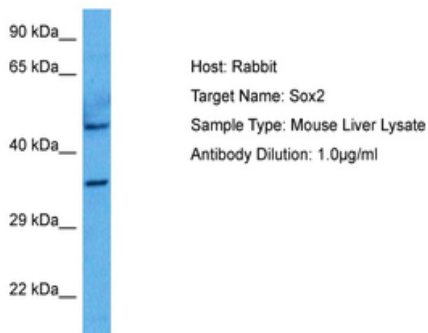 90 kDa__
65 kDa__
40 kDa__
29 kDa__
22 kDa__
Host: Rabbit
Target Name: Sox2
Sample Type: Mouse Liver Lysate
Antibody Dilution: 1.0µg/ml